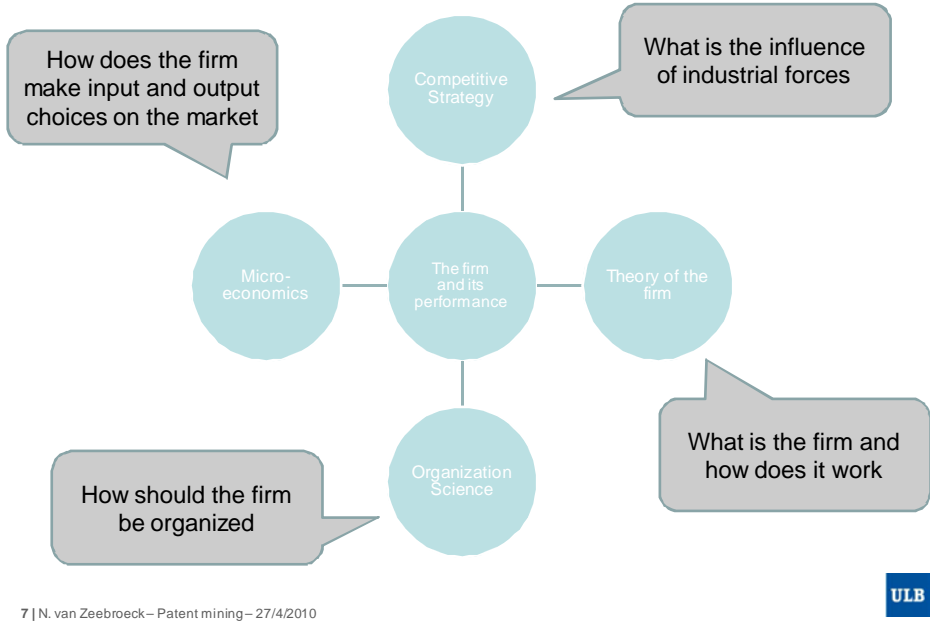 How does the firm
make input and output
choices on the market
Competitive
Strategy
What is the influence
of industrial forces
Micro-
economics
The firm
and its
performance
Theory of the
firm
What is the firm and
how does it work
Organization
Science
How should the firm
be organized
7 | N. van Zeebroeck – Patent mining – 27/4/2010
ULB